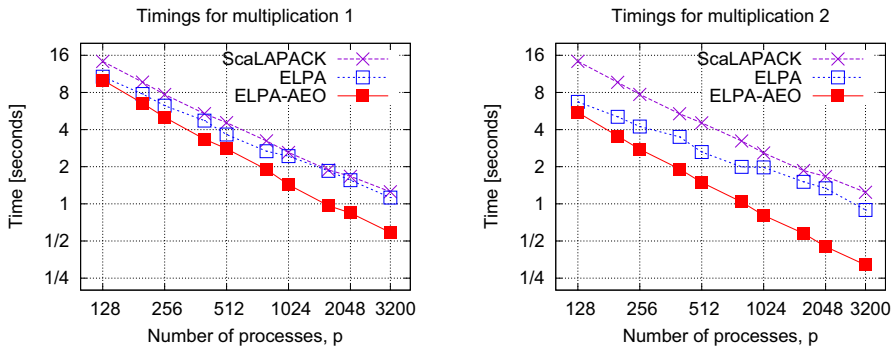 Timings for multiplication 1
Time [seconds]
16
8
4
2
1
1/2
1/4
ScaLAPACK
ELPA
ELPA-AEO
128 256 512 1024 2048 3200
Number of processes, p
Timings for multiplication 2
Time [seconds]
16
8
4
2
1
1/2
1/4
ScaLAPACK
ELPA
ELPA-AEO
128 256 512 1024 2048 3200
Number of processes, p